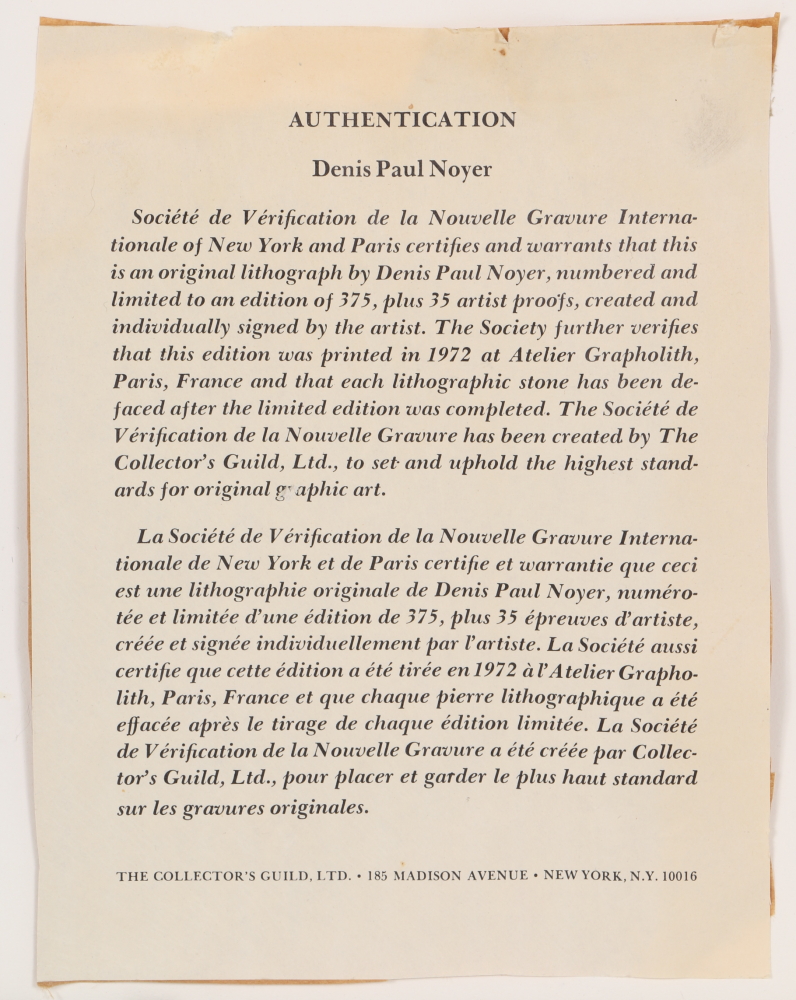 AUTHENTICATION
Denis Paul Noyer
Société de Vérification de la Nouvelle Gravure Interna-
tionale of New York and Paris certifies and warrants that this
is an original lithograph by Denis Paul Noyer, numbered and
limited to an edition of 375, plus 35 artist proofs, created and
individually signed by the artist. The Society further verifies
that this edition was printed in 1972 at Atelier Grapholith,
Paris, France and that each lithographic stone has been de-
faced after the limited edition was completed. The Société de
Vérification de la Nouvelle Gravure has been created by The
Collector's Guild, Ltd., to set and uphold the highest stand-
ards for original graphic art.
La Société de Vérification de la Nouvelle Gravure Interna-
tionale de New York et de Paris certifie et warrantie que ceci
est une lithographie originale de Denis Paul Noyer, numéro-
tée et limitée d'une édition de 375, plus 35 épreuves d'artiste,
créée et signée individuellement par l'artiste. La Société aussi
certifie que cette édition a été tirée en 1972 à l'Atelier Grapho-
lith, Paris, France et que chaque pierre lithographique a été
effacée après le tirage de chaque édition limitée. La Société
de Vérification de la Nouvelle Gravure a été créée par Collec-
tor's Guild, Ltd., pour placer et garder le plus haut standard
sur les gravures originales.
THE COLLECTOR'S GUILD, LTD. • 185 MADISON AVENUE • NEW YORK, N.Y. 10016